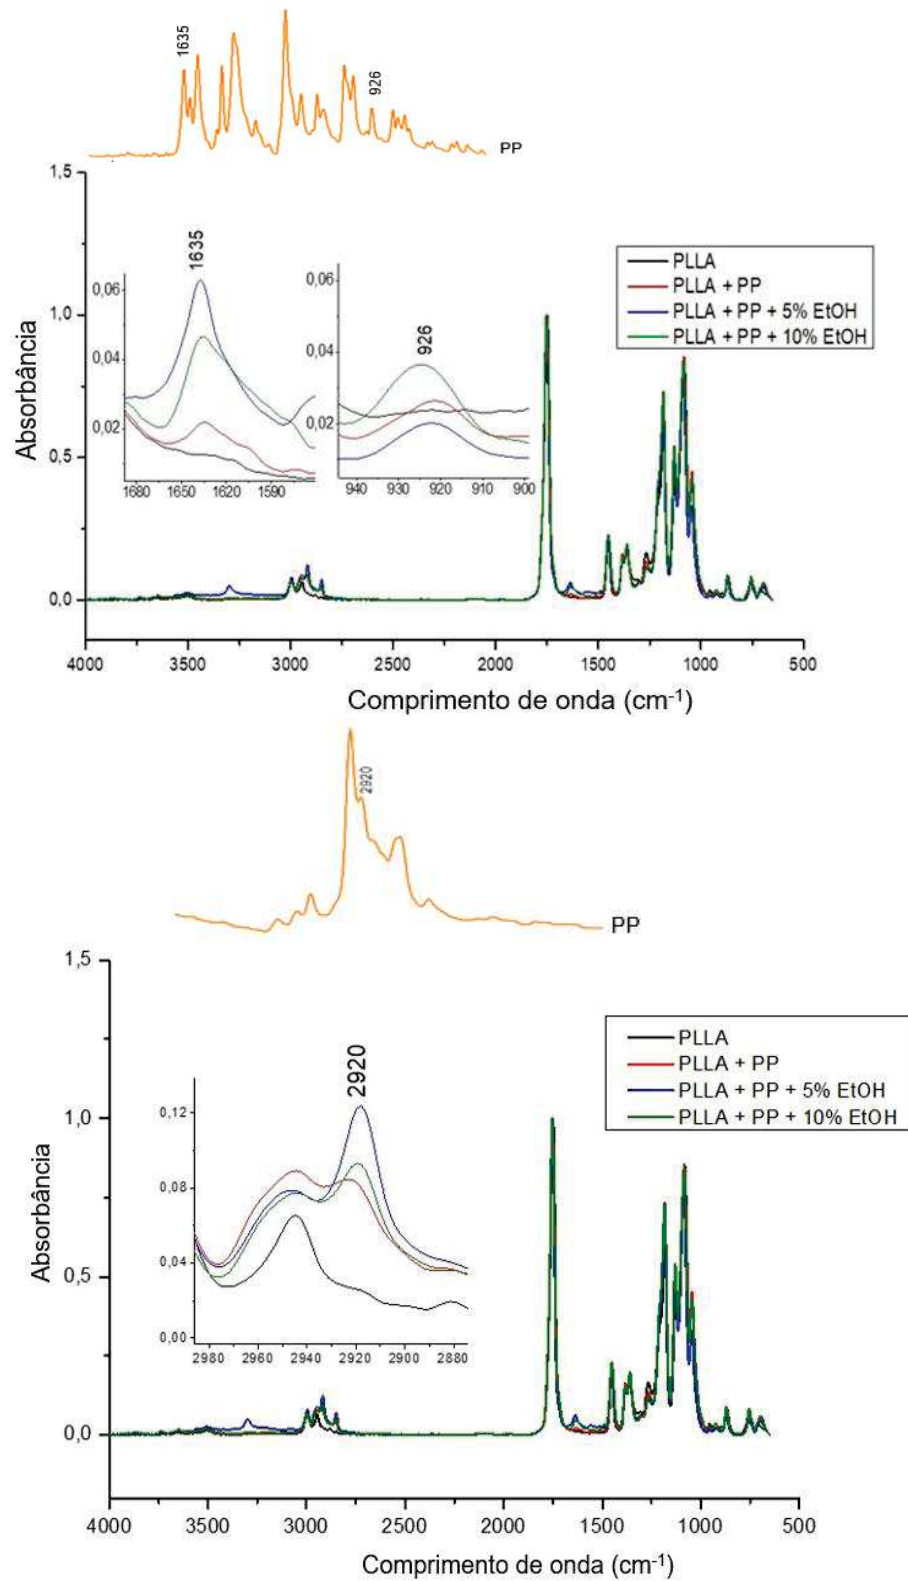 1635
926
PP
1,5
PLLA
PLLA + PP
PLLA + PP + 5% EtOH
PLLA + PP + 10% EtOH
1635
0,06
0,04
0,02
1680 1650 1620 1590
926
0,06
0,04
0,02
940 930 920 910 900
1,0
0,5
0,0
Absorbância
4000 3500 3000 2500 2000 1500 1000 500
Comprimento de onda (cm-1)
2920
PP
1,5
PLLA
PLLA + PP
PLLA + PP + 5% EtOH
PLLA + PP + 10% EtOH
2920
0,12
0,08
0,04
0,00
2980 2960 2940 2920 2900 2880
1,0
0,5
0,0
Absorbância
4000 3500 3000 2500 2000 1500 1000 500
Comprimento de onda (cm-1)